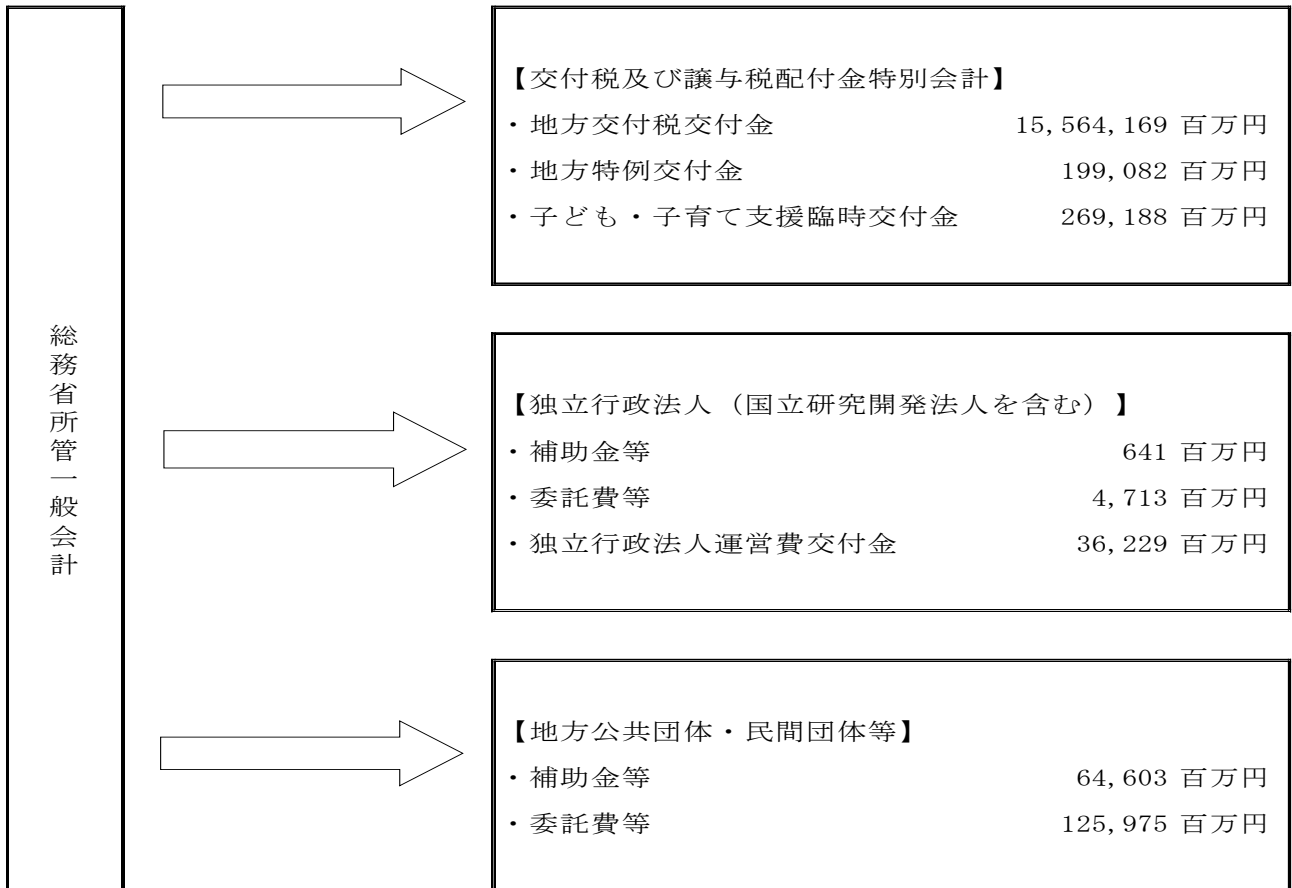 総務省所管一般会計
【交付税及び譲与税配付金特別会計】
・地方交付税交付金 15,564,169 百万円
・地方特例交付金 199,082 百万円
・子ども・子育て支援臨時交付金 269,188 百万円
【独立行政法人（国立研究開発法人を含む）】
・補助金等 641 百万円
・委託費等 4,713 百万円
・独立行政法人運営費交付金 36,229 百万円
【地方公共団体・民間団体等】
・補助金等 64,603 百万円
・委託費等 125,975 百万円